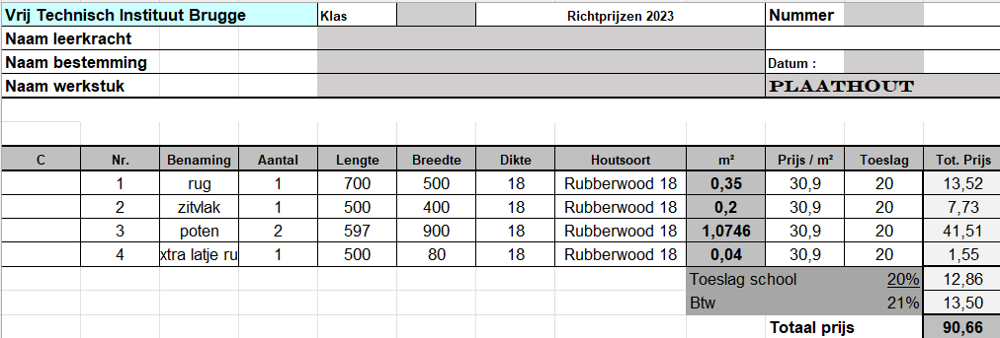 Vrij Technisch Instituut Brugge Klas Richtprijzen 2023 Nummer
Naam leerkracht
Naam bestemming Datum :
Naam werkstuk PLAATHOUT
C Nr. Benaming Aantal Lengte Breedte Dikte Houtsoort m² Prijs / m² Toeslag Tot. Prijs
1 rug 1 700 500 18 Rubberwood 18 0,35 30,9 20 13,52
2 zitvlak 1 500 400 18 Rubberwood 18 0,2 30,9 20 7,73
3 poten 2 597 900 18 Rubberwood 18 1,0746 30,9 20 41,51
4 xtra latje ru 1 500 80 18 Rubberwood 18 0,04 30,9 20 1,55
Toeslag school 20% 12,86
Btw 21% 13,50
Totaal prijs 90,66